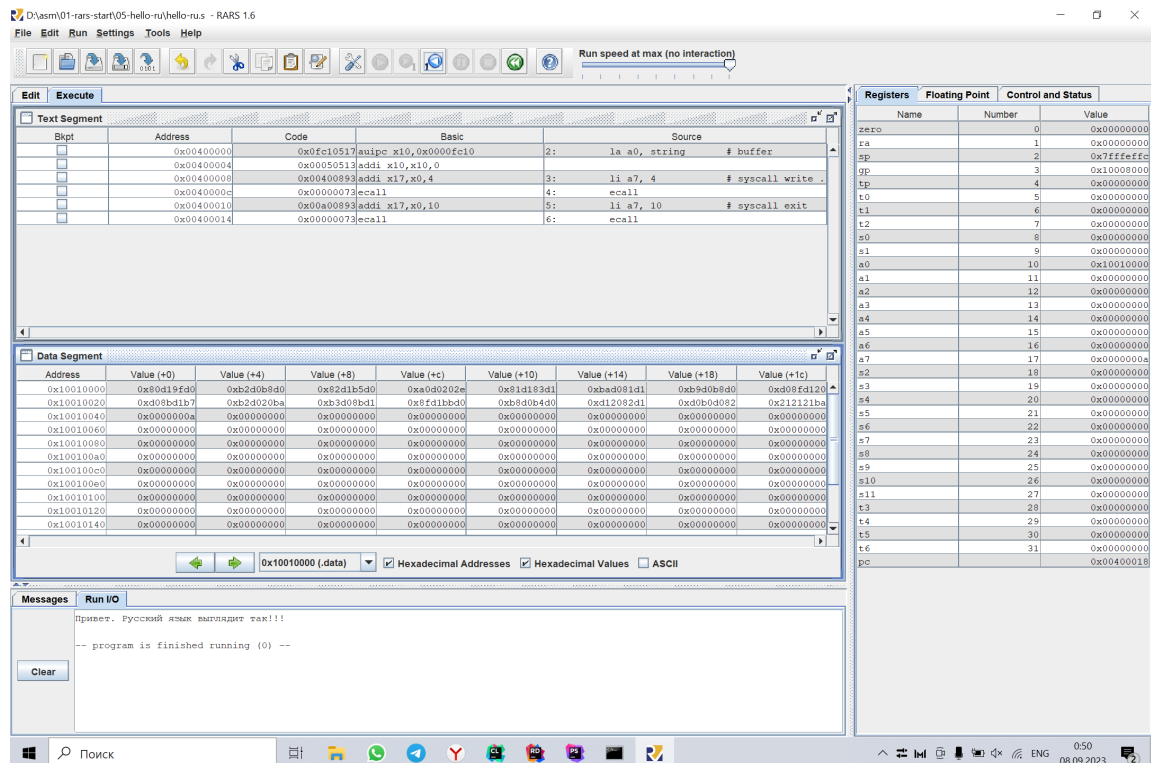 D:\asm\01-rars-start\05-hello-ru\hello-ru.s - RARS 1.6
File Edit Run Settings Tools Help
Run speed at max (no interaction)
Edit Execute
Text Segment
Bkpt Address Code Basic Source
0x00400000 0x0fc10517 auipc x10,0x0000fc10 2: la a0, string # buffer
0x00400004 0x00050513 addi x10,x10,0
0x00400008 0x00400893 addi x17,x0,4 3: li a7, 4 # syscall write .
0x0040000c 0x00000073 ecall 4: ecall
0x00400010 0x00a00893 addi x17,x0,10 5: li a7, 10 # syscall exit
0x00400014 0x00000073 ecall 6: ecall
Data Segment
Address Value (+0) Value (+4) Value (+8) Value (+c) Value (+10) Value (+14) Value (+18) Value (+1c)
0x10010000 0x80d19fd0 0xb2d0b8d0 0x82d1b5d0 0xa0d0202e 0x81d183d1 0xbad081d1 0xb9d0b8d0 0xd08fd120
0x10010020 0xd08bd1b7 0xb2d020ba 0xb3d08bd1 0x8fd1bbd0 0xb8d0b4d0 0xd12082d1 0xd0b0d082 0x212121ba
0x10010040 0x0000000a 0x00000000 0x00000000 0x00000000 0x00000000 0x00000000 0x00000000 0x00000000
0x10010060 0x00000000 0x00000000 0x00000000 0x00000000 0x00000000 0x00000000 0x00000000 0x00000000
0x10010080 0x00000000 0x00000000 0x00000000 0x00000000 0x00000000 0x00000000 0x00000000 0x00000000
0x100100a0 0x00000000 0x00000000 0x00000000 0x00000000 0x00000000 0x00000000 0x00000000 0x00000000
0x100100c0 0x00000000 0x00000000 0x00000000 0x00000000 0x00000000 0x00000000 0x00000000 0x00000000
0x100100e0 0x00000000 0x00000000 0x00000000 0x00000000 0x00000000 0x00000000 0x00000000 0x00000000
0x10010100 0x00000000 0x00000000 0x00000000 0x00000000 0x00000000 0x00000000 0x00000000 0x00000000
0x10010120 0x00000000 0x00000000 0x00000000 0x00000000 0x00000000 0x00000000 0x00000000 0x00000000
0x10010140 0x00000000 0x00000000 0x00000000 0x00000000 0x00000000 0x00000000 0x00000000 0x00000000
0x10010000 (.data) Hexadecimal Addresses Hexadecimal Values ASCII
Messages Run I/O
Привет. Русский язык выглядит так!!!
-- program is finished running (0) --
Clear
Registers Floating Point Control and Status
Name Number Value
zero 0 0x00000000
ra 1 0x00000000
sp 2 0x7fffeffc
gp 3 0x10008000
tp 4 0x00000000
t0 5 0x00000000
t1 6 0x00000000
t2 7 0x00000000
s0 8 0x00000000
s1 9 0x00000000
a0 10 0x10010000
a1 11 0x00000000
a2 12 0x00000000
a3 13 0x00000000
a4 14 0x00000000
a5 15 0x00000000
a6 16 0x00000000
a7 17 0x0000000a
s2 18 0x00000000
s3 19 0x00000000
s4 20 0x00000000
s5 21 0x00000000
s6 22 0x00000000
s7 23 0x00000000
s8 24 0x00000000
s9 25 0x00000000
s10 26 0x00000000
s11 27 0x00000000
t3 28 0x00000000
t4 29 0x00000000
t5 30 0x00000000
t6 31 0x00000000
pc 0x00400018
Поиск
CL RD PS
ENG
0:50
08.09.2023
2